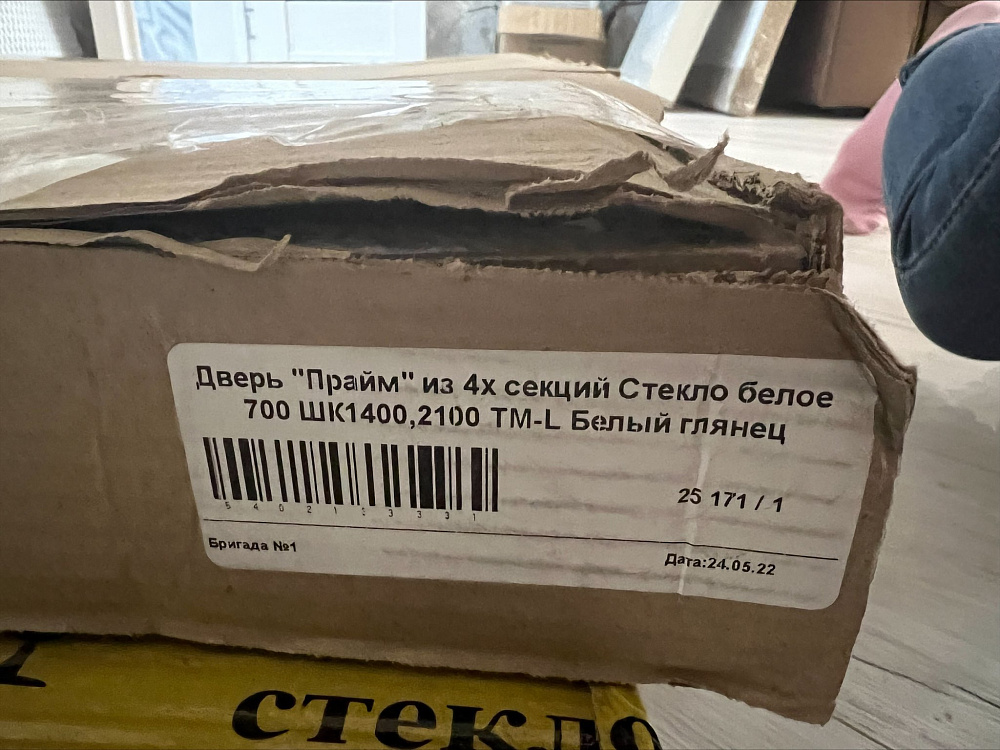 Дверь "Прайм" из 4х секций Стекло белое
700 ШК1400,2100 TM-L Белый глянец
25 171 / 1
Бригада №1
Дата:24.05.22
стекло